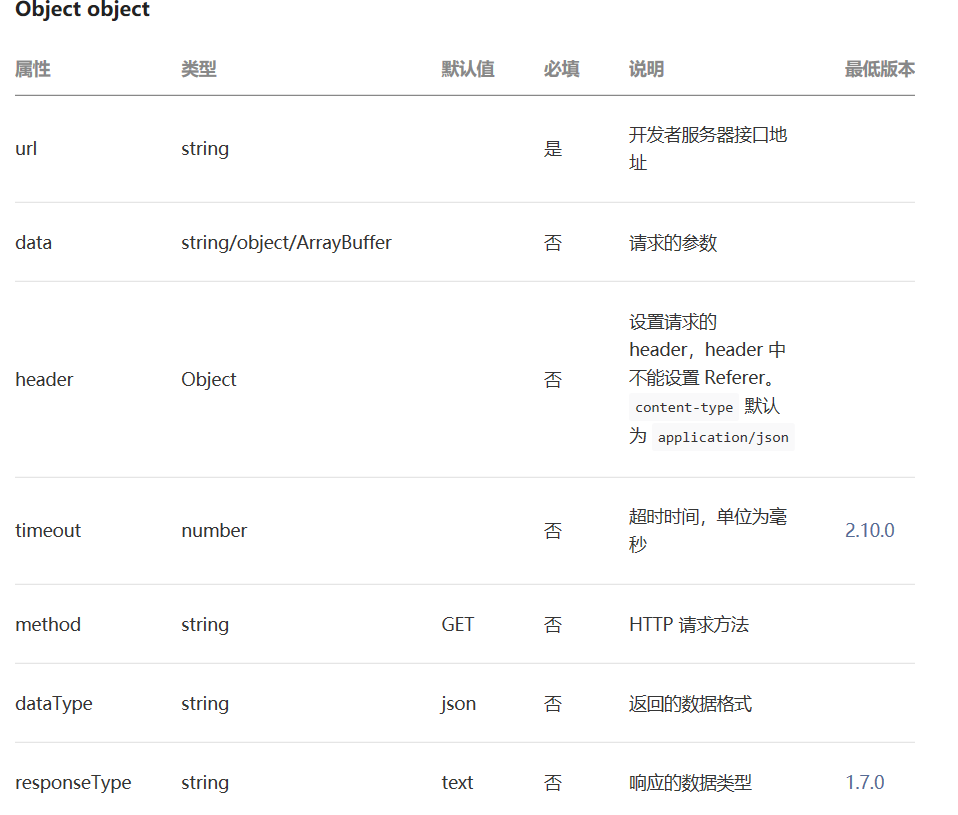 Object object
属性 类型 默认值 必填 说明 最低版本
url string 是 开发者服务器接口地
址
data string/object/ArrayBuffer 否 请求的参数
设置请求的
header，header 中
header Object 否 不能设置 Referer。
content-type 默认
为 application/json
timeout number 否 超时时间，单位为毫 2.10.0
秒
method string GET 否 HTTP 请求方法
dataType string json 否 返回的数据格式
responseType string text 否 响应的数据类型 1.7.0